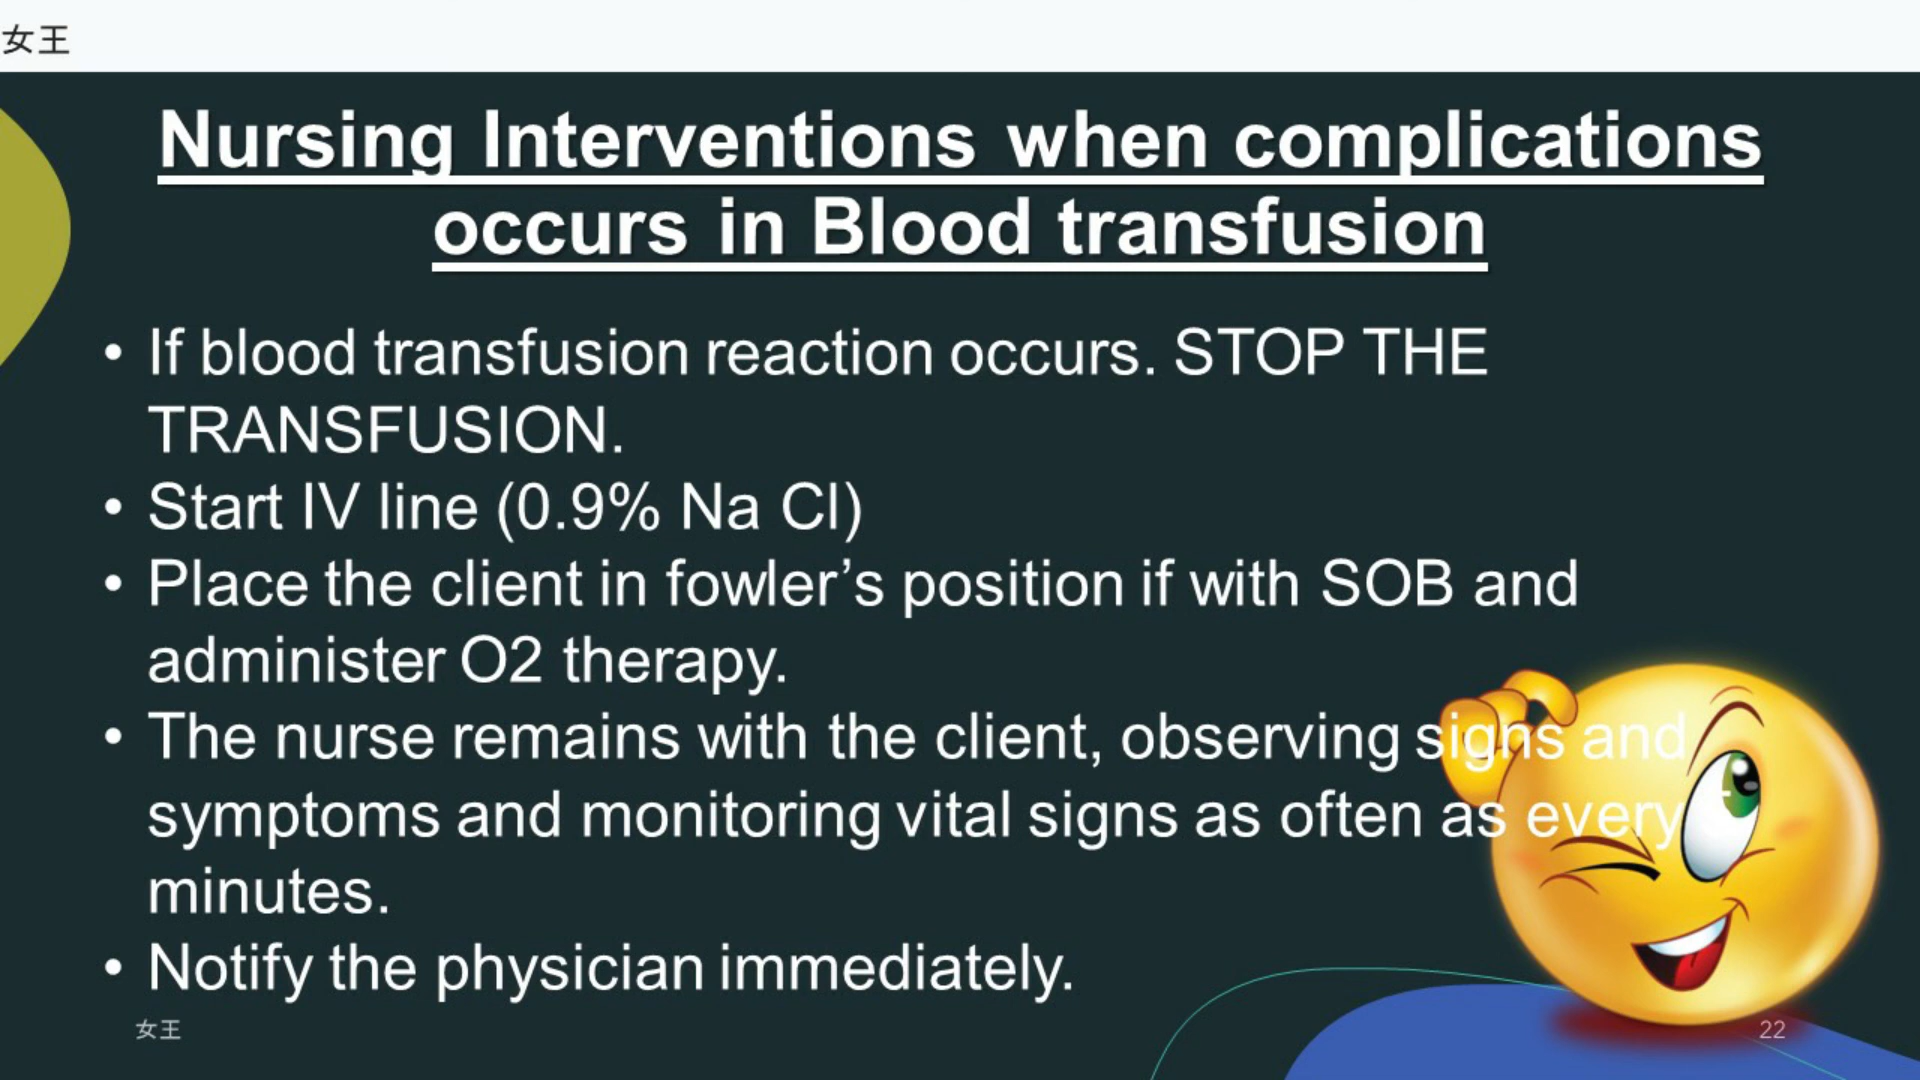 女王
Nursing Interventions when complications
occurs in Blood transfusion
• If blood transfusion reaction occurs. STOP THE
TRANSFUSION.
• Start IV line (0.9% Na Cl)
• Place the client in fowler’s position if with SOB and
administer O2 therapy.
• The nurse remains with the client, observing signs and
symptoms and monitoring vital signs as often as every
minutes.
• Notify the physician immediately.
女王
22